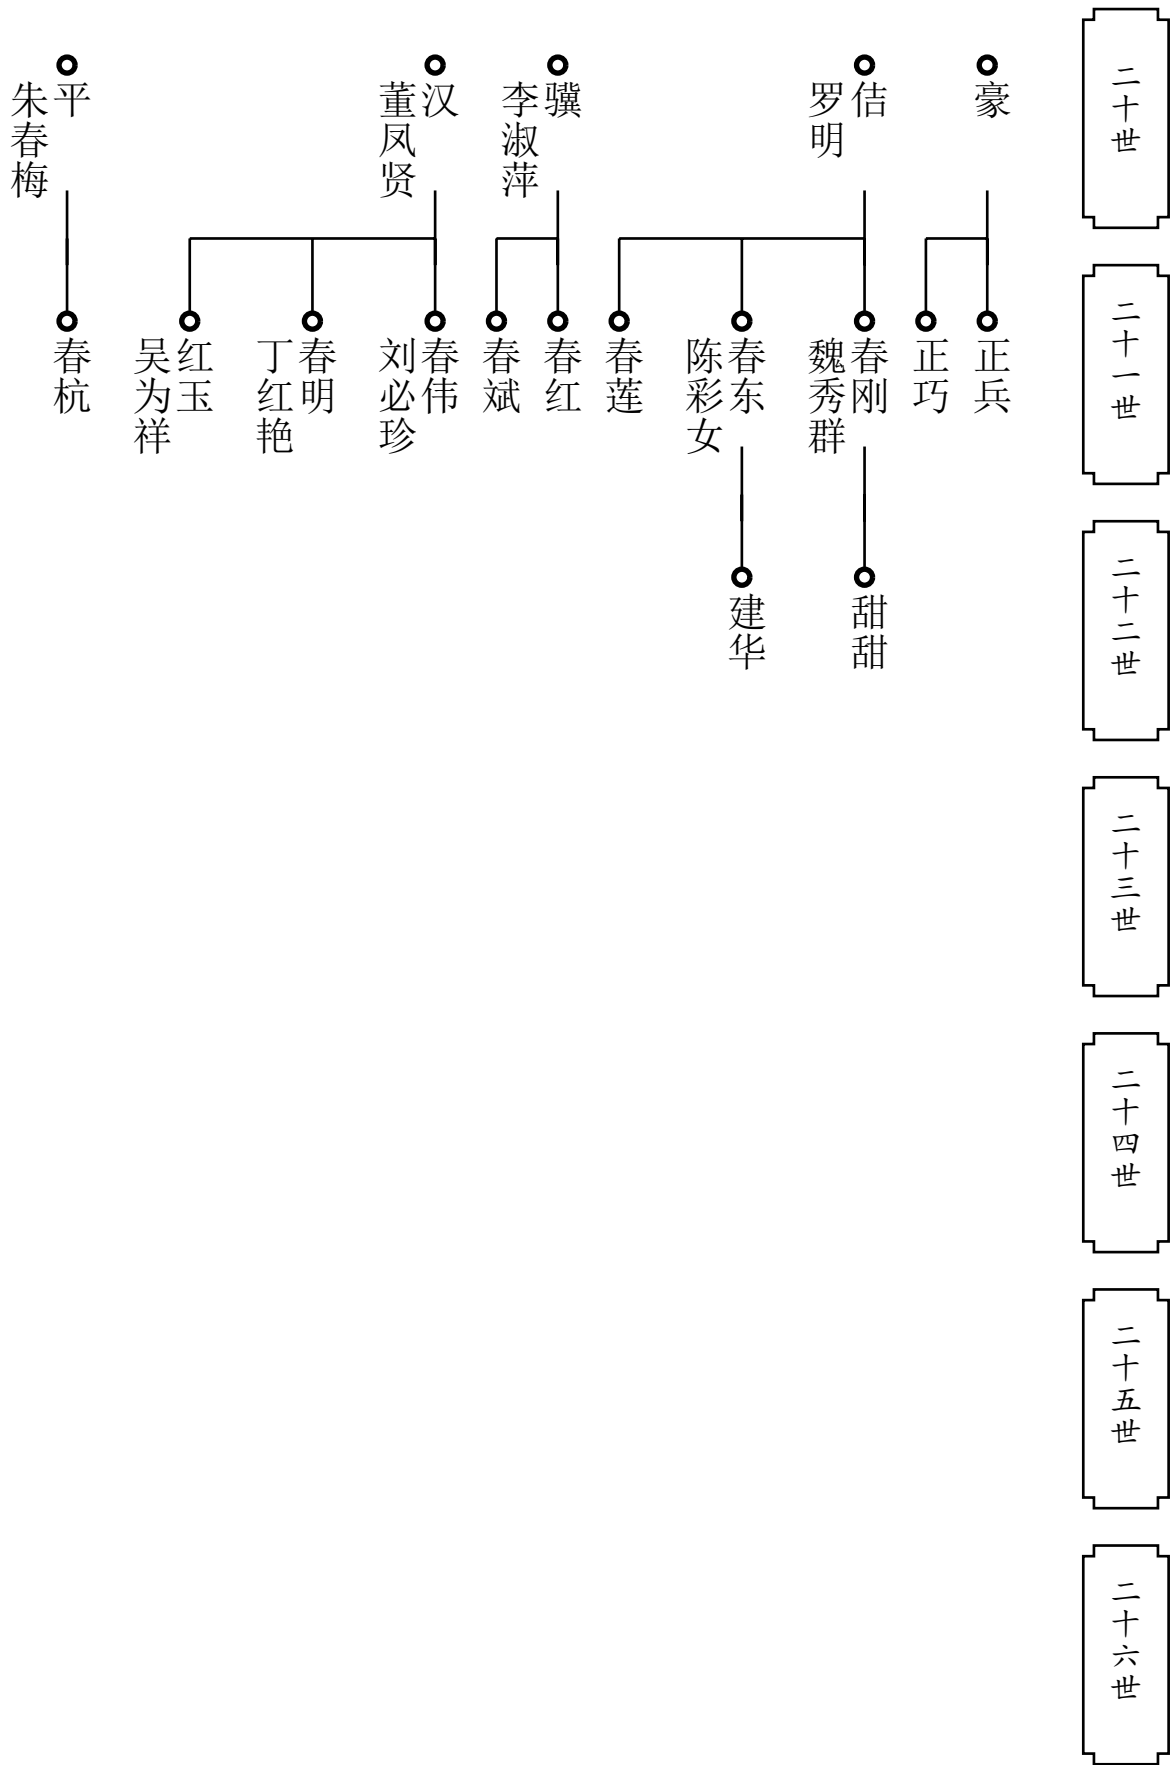 二十世
豪
佶
罗明
骥
李淑萍
汉
董凤贤
平
朱春梅
二十一世
正兵
正巧
春刚
魏秀群
春东
陈彩女
春莲
春红
春斌
春伟
刘必珍
春明
丁红艳
红玉
吴为祥
春杭
二十二世
甜甜
建华
二十三世
二十四世
二十五世
二十六世